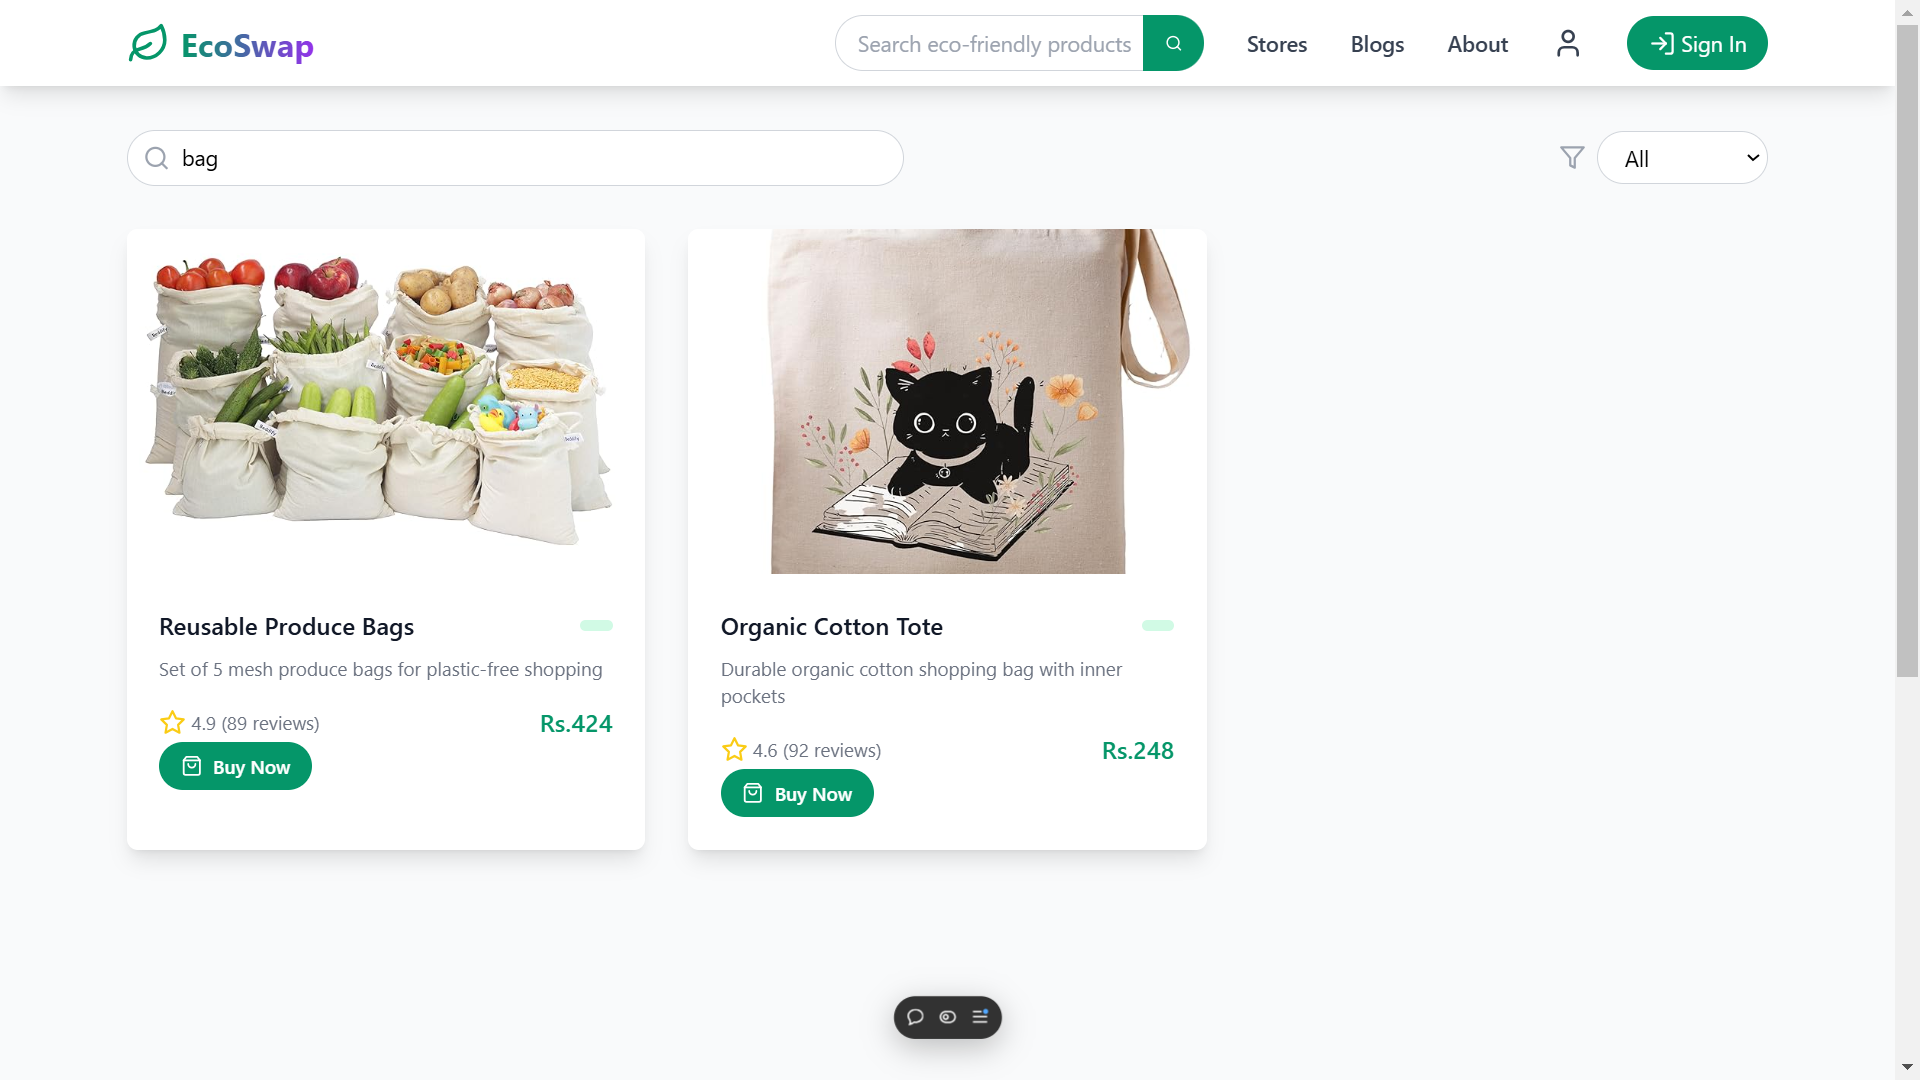 EcoSwap
Search eco-friendly products
Stores
Blogs
About
Sign In
bag
All
Reusable Produce Bags
Set of 5 mesh produce bags for plastic-free shopping
4.9 (89 reviews)
Rs.424
Buy Now
Organic Cotton Tote
Durable organic cotton shopping bag with inner
pockets
4.6 (92 reviews)
Rs.248
Buy Now